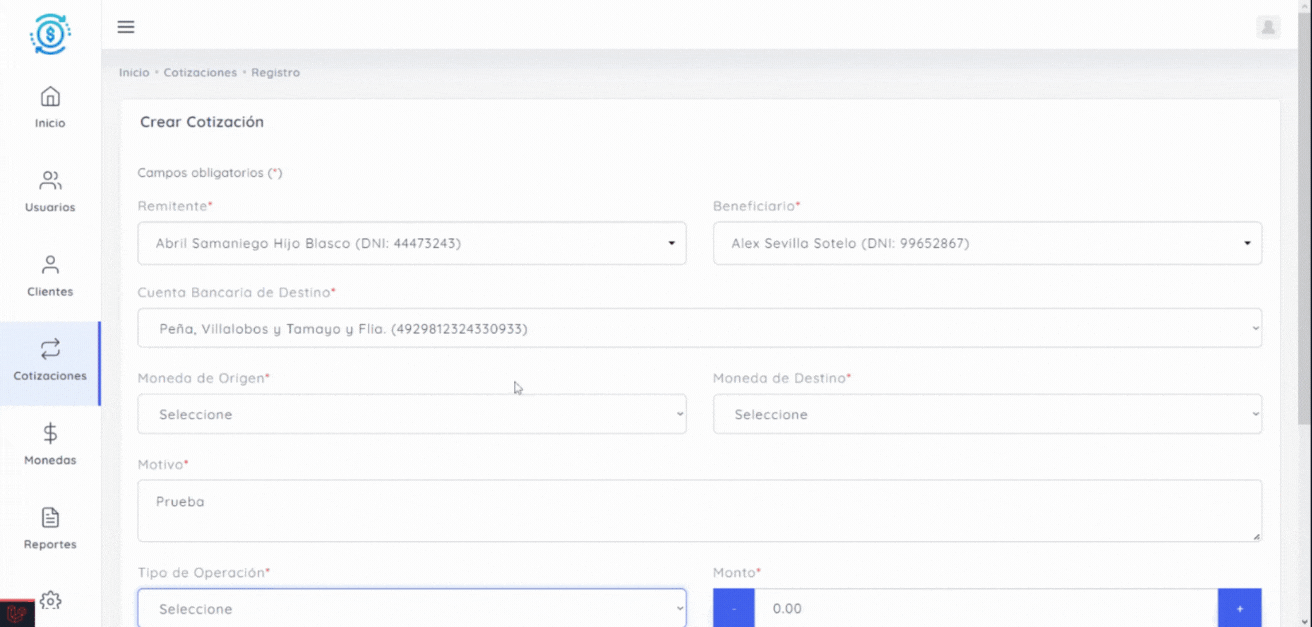 Inicio • Cotizaciones • Registro
Crear Cotización
Campos obligatorios (*)
Remitente*
Beneficiario*
Abril Samaniego Hijo Blasco (DNI: 44473243)
Alex Sevilla Sotelo (DNI: 99652867)
Cuenta Bancaria de Destino*
Peña, Villalobos y Tamayo y Flia. (4929812324330933)
Moneda de Origen*
Moneda de Destino*
Seleccione
Seleccione
Motivo*
Prueba
Tipo de Operación*
Monto*
Seleccione
-
0.00
+
Inicio
Usuarios
Clientes
Cotizaciones
Monedas
Reportes